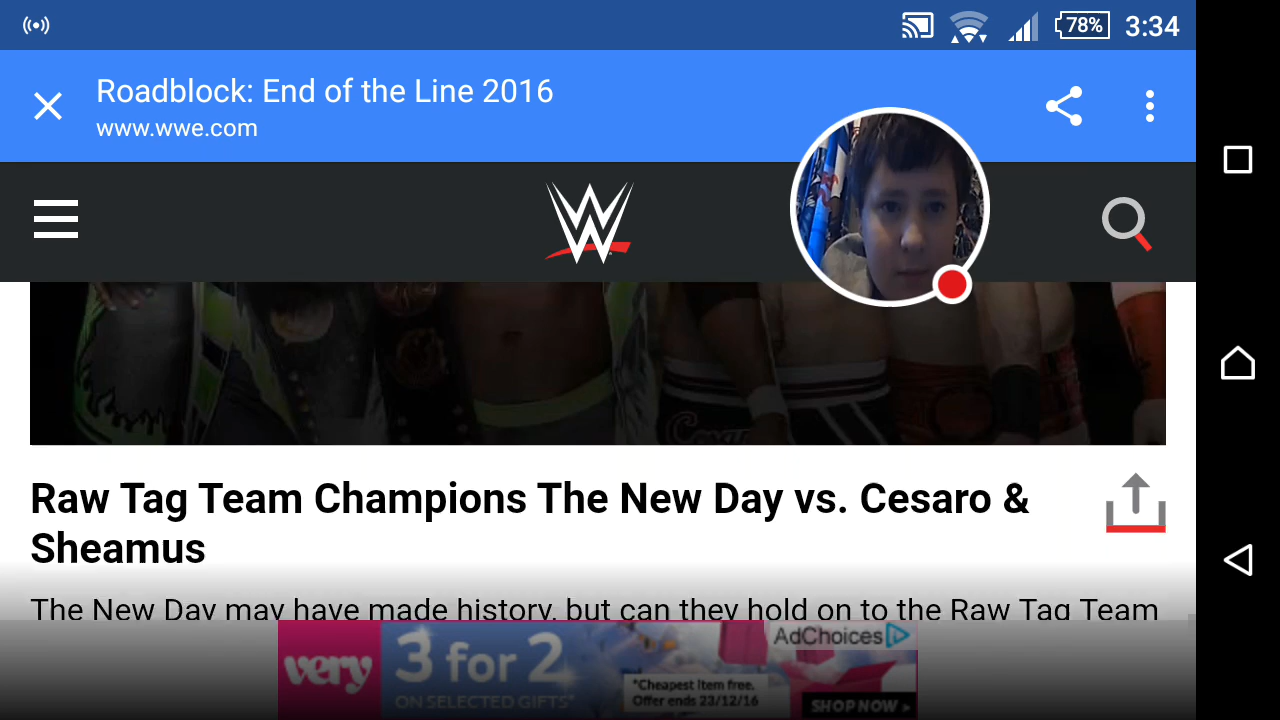 78% 3:34
Roadblock: End of the Line 2016
www.wwe.com
Raw Tag Team Champions The New Day vs. Cesaro &
Sheamus
The New Day may have made history, but can they hold on to the Raw Tag Team
AdChoices
very
3 for 2
ON SELECTED GIFTS*
*Cheapest item free.
Offer ends 23/12/16
SHOP NOW »